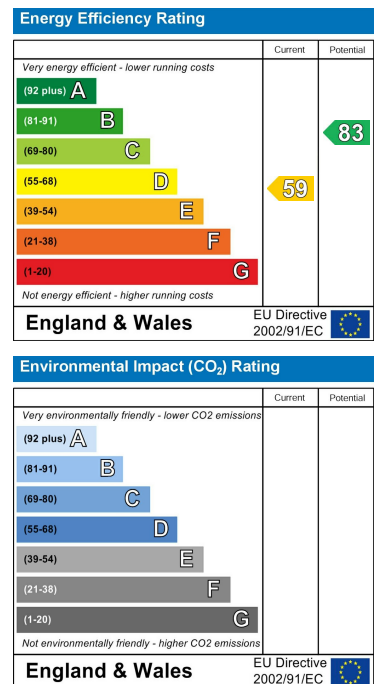 Energy Efficiency Rating
Current Potential
Very energy efficient - lower running costs
(92 plus) A
(81-91) B
83
(69-80) C
(55-68) D
59
(39-54) E
(21-38) F
(1-20) G
Not energy efficient - higher running costs
England & Wales
EU Directive
2002/91/EC
Environmental Impact (CO₂) Rating
Current Potential
Very environmentally friendly - lower CO2 emissions
(92 plus) A
(81-91) B
(69-80) C
(55-68) D
(39-54) E
(21-38) F
(1-20) G
Not environmentally friendly - higher CO2 emissions
England & Wales
EU Directive
2002/91/EC